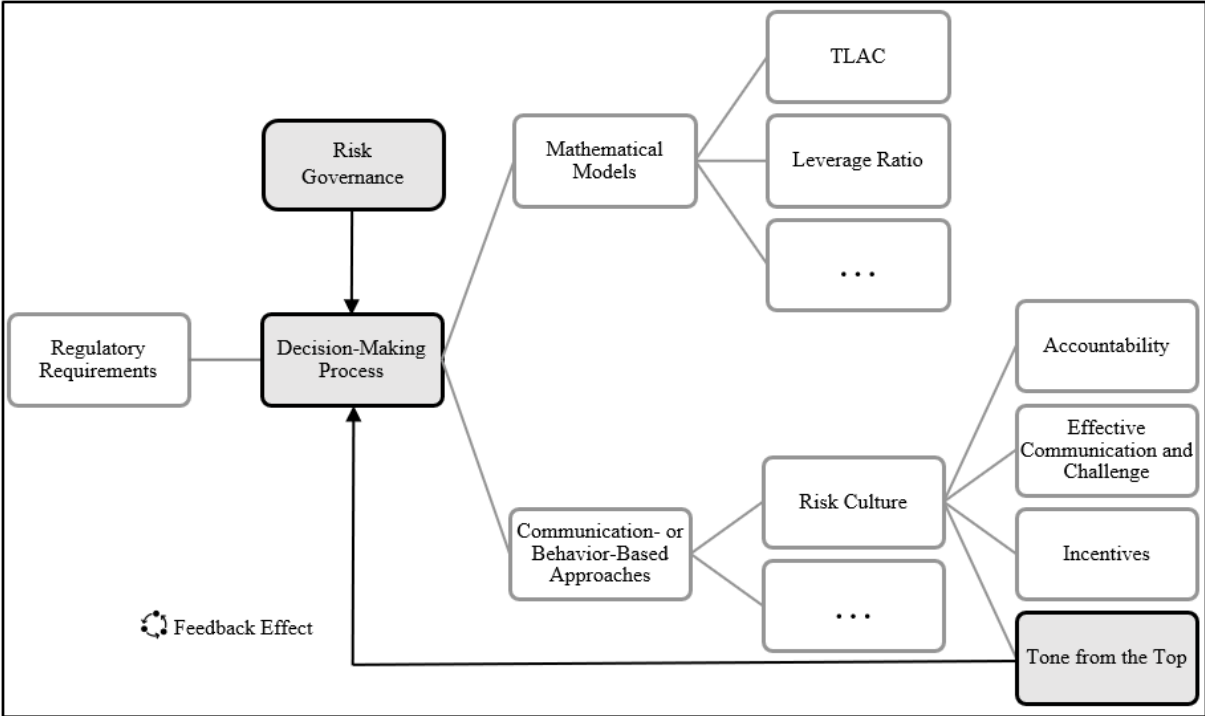 TLAC
Risk
Governance
Mathematical
Models
Leverage Ratio
...
Regulatory
Requirements
Decision-Making
Process
Accountability
Effective
Communication and
Challenge
Risk Culture
Communication- or
Behavior-Based
Approaches
Incentives
...
Feedback Effect
Tone from the Top